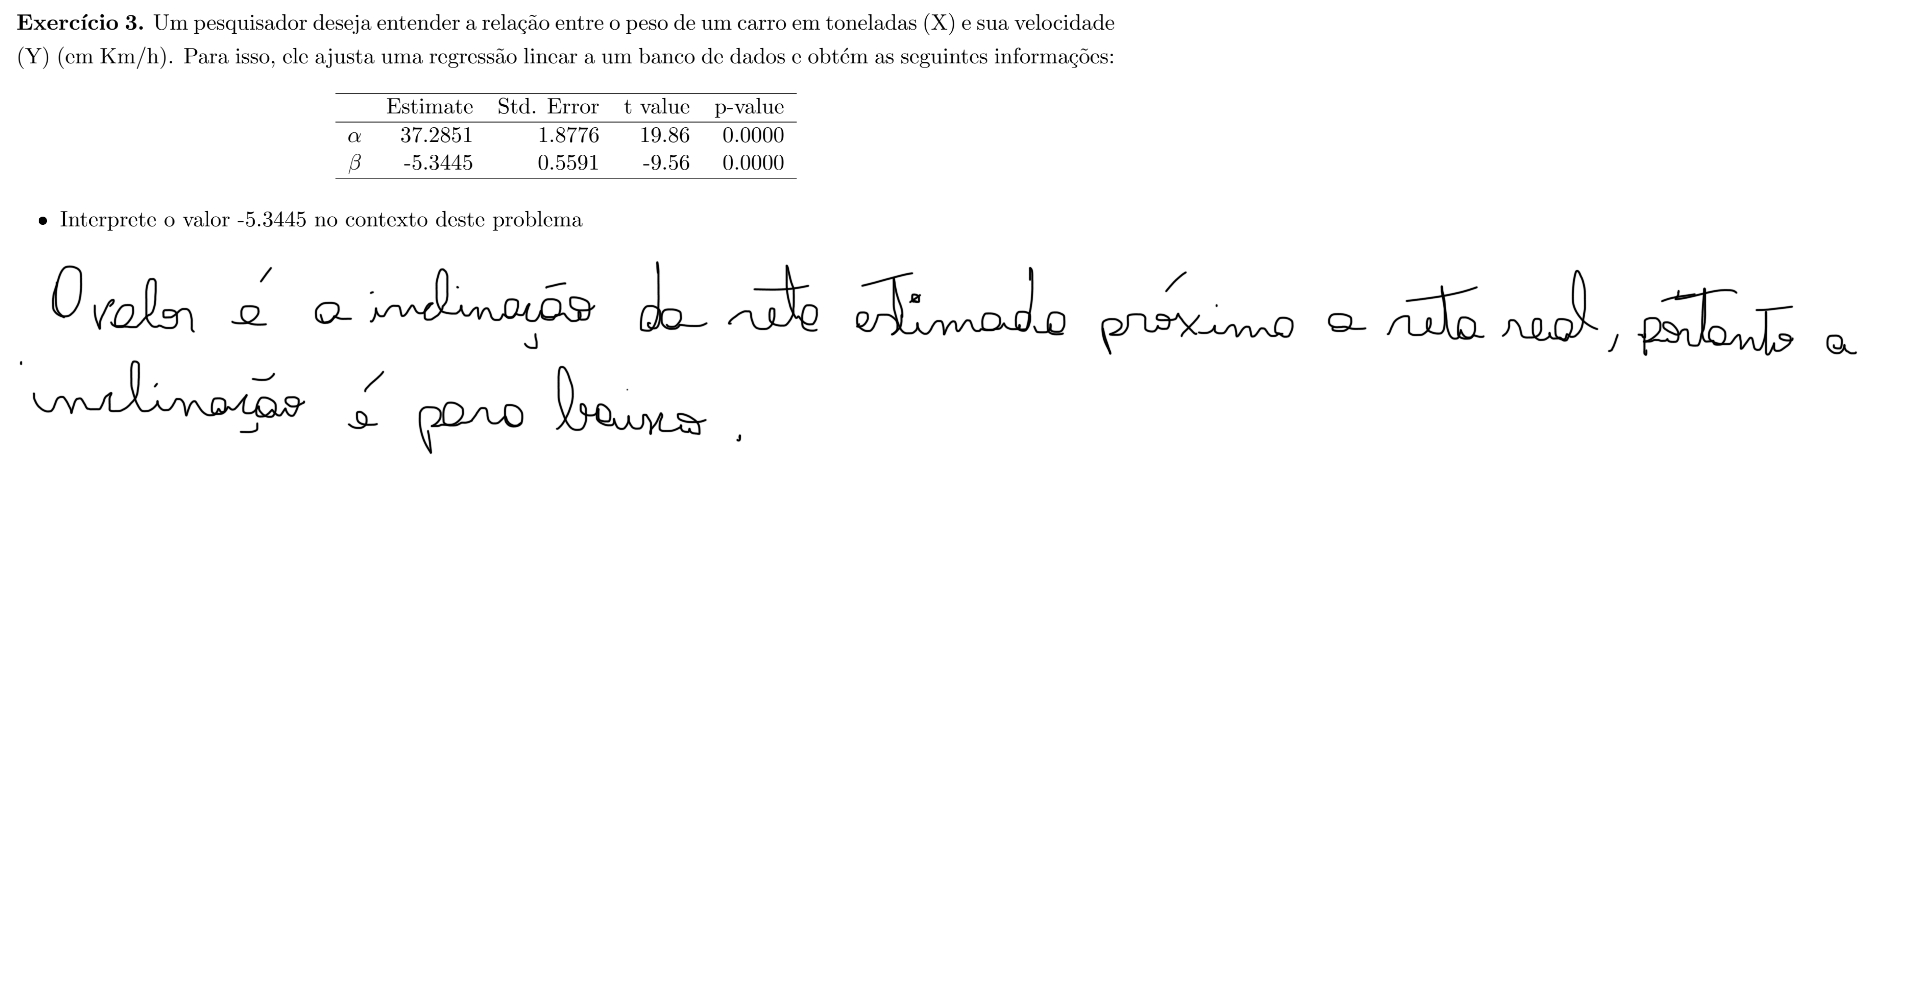 Exercício 3. Um pesquisador deseja entender a relação entre o peso de um carro em toneladas (X) e sua velocidade
(Y) (em Km/h). Para isso, ele ajusta uma regressão linear a um banco de dados e obtém as seguintes informações:
Estimate Std. Error t value p-value
α 37.2851 1.8776 19.86 0.0000
β -5.3445 0.5591 -9.56 0.0000
• Interprete o valor -5.3445 no contexto deste problema
O valor é a inclinação da reta estimada próximo a reta real, portanto a
inclinação é para baixo.